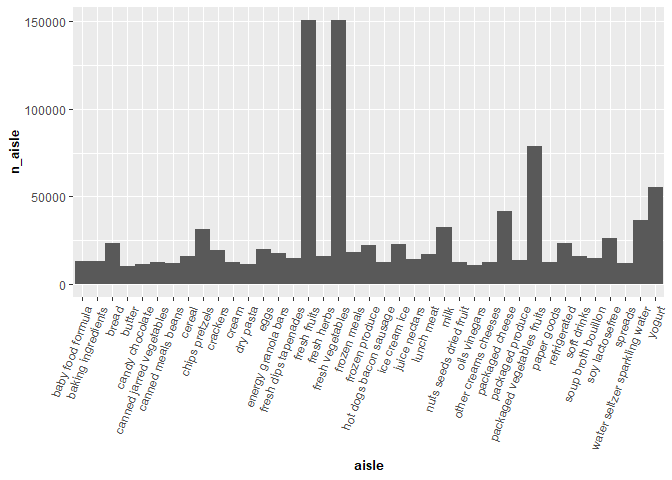 150000
100000
50000
0
n_aisle
baby food formula
baking ingredients
bread
butter
candy chocolate
canned jarred vegetables
canned meals beans
cereal
chips pretzels
crackers
cream
dry pasta
eggs
energy granola bars
fresh dips tapenades
fresh fruits
fresh herbs
fresh vegetables
frozen meals
frozen produce
hot dogs bacon sausage
ice cream ice
juice nectars
lunch meat
milk
nuts seeds dried fruit
oils vinegars
other creams cheeses
packaged cheese
packaged produce
packaged vegetables fruits
paper goods
refrigerated
soft drinks
soup broth bouillon
soy lactosefree
spreads
water seltzer sparkling water
yogurt
aisle